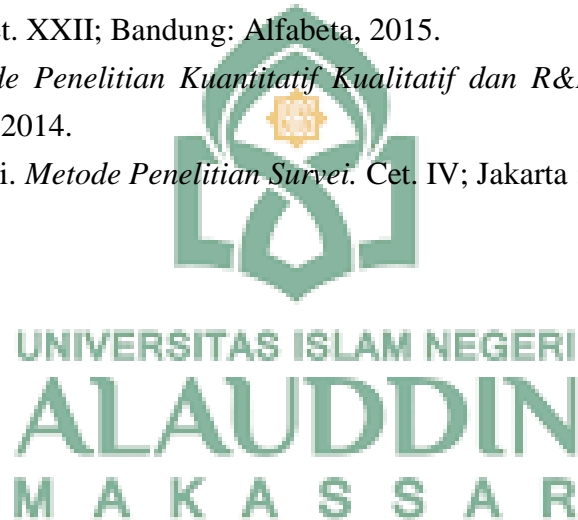 t. XXII; Bandung: Alfabeta, 2015.
de Penelitian Kuantitatif Kualitatif dan R&
2014.
i. Metode Penelitian Survei. Cet. IV; Jakarta
UNIVERSITAS ISLAM NEGERI
ALAUDDIN
MAKASSAR